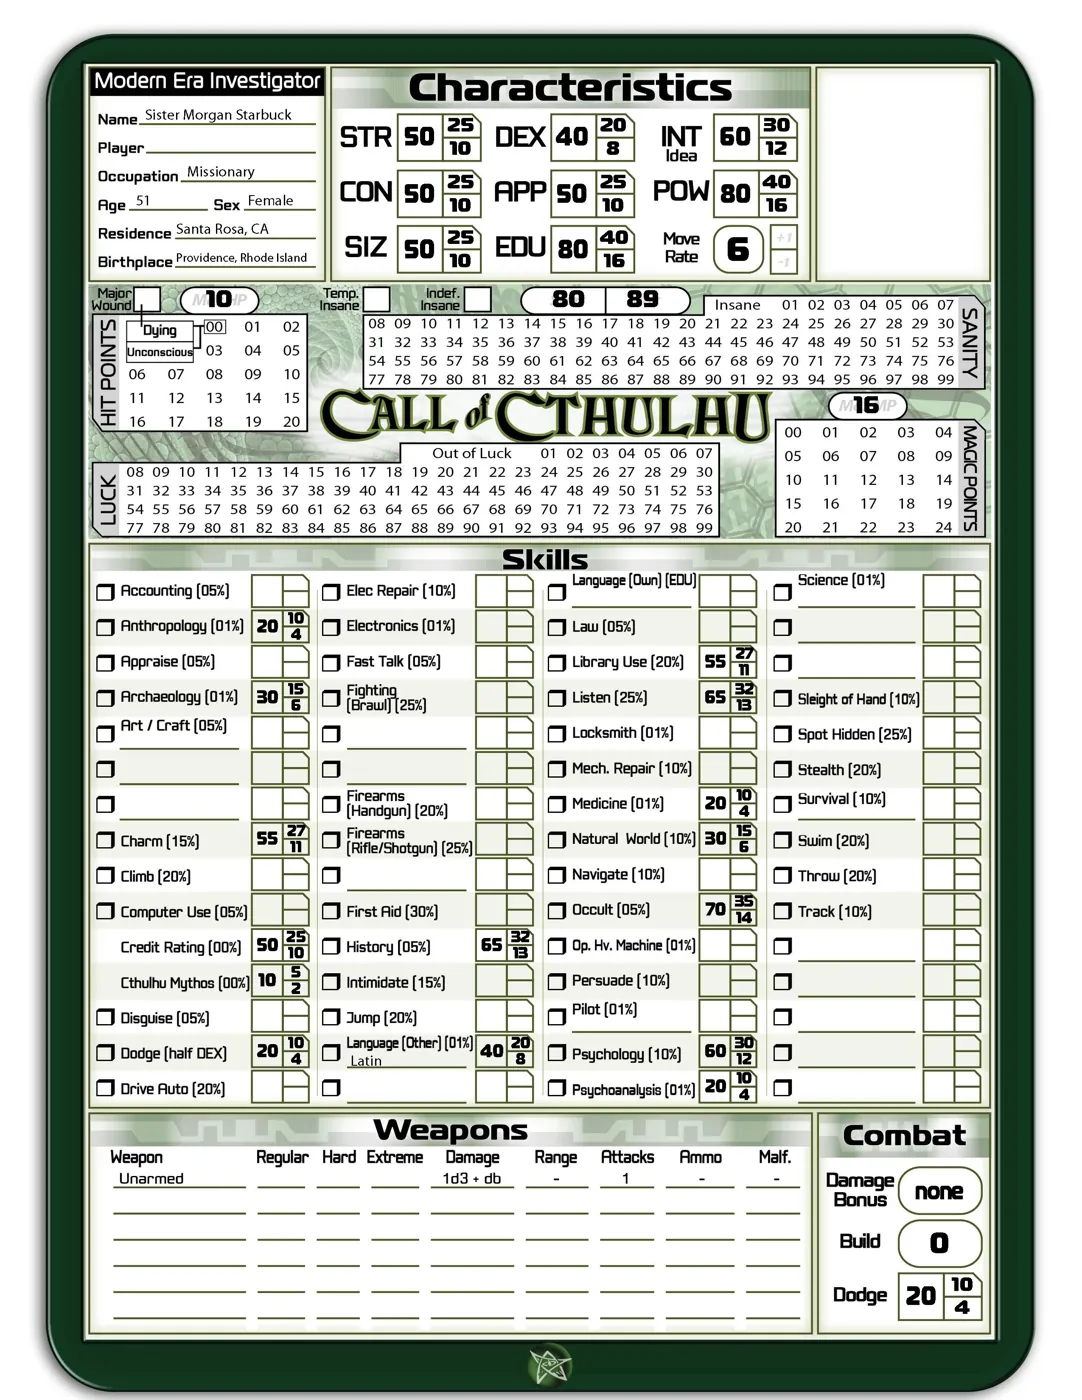 Modern Era Investigator
Name Sister Morgan Starbuck
Player
Occupation Missionary
Age 51 Sex Female
Residence Santa Rosa, CA
Birthplace Providence, Rhode Island
Characteristics
STR 50 25 10 DEX 40 20 8 INT Idea 60 30 12
CON 50 25 10 APP 50 25 10 POW 80 40 16
SIZ 50 25 10 EDU 80 40 16 Move Rate 6 +1 -1
Major Wound 10
HIT POINTS
Dying 00 01 02
Unconscious 03 04 05
06 07 08 09 10
11 12 13 14 15
16 17 18 19 20
Temp. Insane Indef. Insane 80 89
SANITY
Insane 01 02 03 04 05 06 07
08 09 10 11 12 13 14 15 16 17 18 19 20 21 22 23 24 25 26 27 28 29 30
31 32 33 34 35 36 37 38 39 40 41 42 43 44 45 46 47 48 49 50 51 52 53
54 55 56 57 58 59 60 61 62 63 64 65 66 67 68 69 70 71 72 73 74 75 76
77 78 79 80 81 82 83 84 85 86 87 88 89 90 91 92 93 94 95 96 97 98 99
CALL of CTHULHU
16
MAGIC POINTS
00 01 02 03 04
05 06 07 08 09
10 11 12 13 14
15 16 17 18 19
20 21 22 23 24
LUCK
Out of Luck 01 02 03 04 05 06 07
08 09 10 11 12 13 14 15 16 17 18 19 20 21 22 23 24 25 26 27 28 29 30
31 32 33 34 35 36 37 38 39 40 41 42 43 44 45 46 47 48 49 50 51 52 53
54 55 56 57 58 59 60 61 62 63 64 65 66 67 68 69 70 71 72 73 74 75 76
77 78 79 80 81 82 83 84 85 86 87 88 89 90 91 92 93 94 95 96 97 98 99
Skills
Accounting (05%)
Anthropology (01%) 20 10 4
Appraise (05%)
Archaeology (01%) 30 15 6
Art / Craft (05%)
Charm (15%) 55 27 11
Climb (20%)
Computer Use (05%)
Credit Rating (00%) 50 25 10
Cthulhu Mythos (00%) 10 5 2
Disguise (05%)
Dodge (half DEX) 20 10 4
Drive Auto (20%)
Elec Repair (10%)
Electronics (01%)
Fast Talk (05%)
Fighting
(Brawl) (25%)
Firearms
(Handgun) (20%)
Firearms
(Rifle/Shotgun) (25%)
First Aid (30%)
History (05%) 65 32 13
Intimidate (15%)
Jump (20%)
Language (Other) (01%) 40 20 8
Latin
Language (Own) (EDU)
Law (05%)
Library Use (20%) 55 27 11
Listen (25%) 65 32 13
Locksmith (01%)
Mech. Repair (10%)
Medicine (01%) 20 10 4
Natural World (10%) 30 15 6
Navigate (10%)
Occult (05%) 70 35 14
Op. Hv. Machine (01%)
Persuade (10%)
Pilot (01%)
Psychology (10%) 60 30 12
Psychoanalysis (01%) 20 10 4
Science (01%)
Sleight of Hand (10%)
Spot Hidden (25%)
Stealth (20%)
Survival (10%)
Swim (20%)
Throw (20%)
Track (10%)
Weapons
Weapon Regular Hard Extreme Damage Range Attacks Ammo Malf.
Unarmed 1d3 + db - 1 - -
Combat
Damage Bonus none
Build 0
Dodge 20 10 4